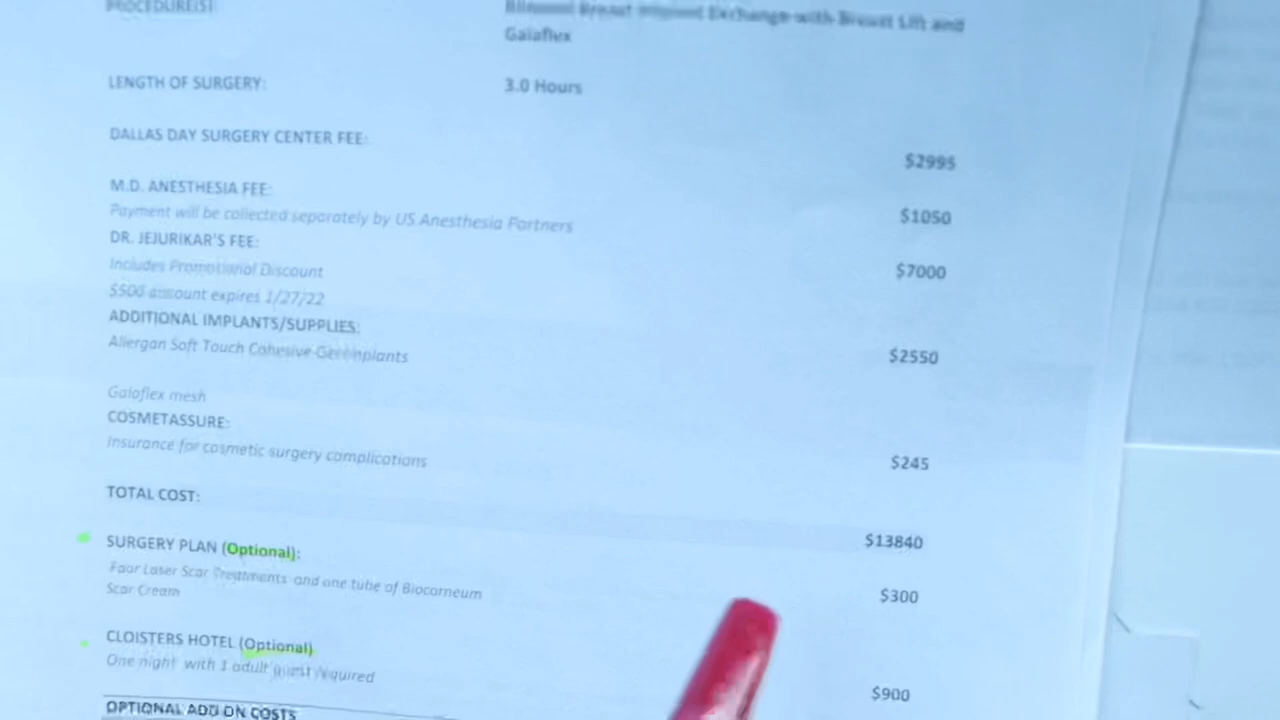 PROCEDURE(S)
Bilateral Breast Implant Exchange with Breast Lift and
Galaflex
LENGTH OF SURGERY: 3.0 Hours
DALLAS DAY SURGERY CENTER FEE:
$2995
M.D. ANESTHESIA FEE:
Payment will be collected separately by US Anesthesia Partners $1050
DR. JEJURIKAR'S FEE:
Includes Promotional Discount $7000
$500 discount expires 1/27/22
ADDITIONAL IMPLANTS/SUPPLIES:
Allergan Soft Touch Cohesive Gel Implants $2550
Galaflex mesh
COSMETASSURE:
Insurance for cosmetic surgery complications $245
TOTAL COST:
$13840
SURGERY PLAN (Optional):
Four Laser Scar Treatments and one tube of Biocorneum $300
Scar Cream
CLOISTERS HOTEL (Optional)
One night with 1 adult guest required $900
OPTIONAL ADD ON COSTS